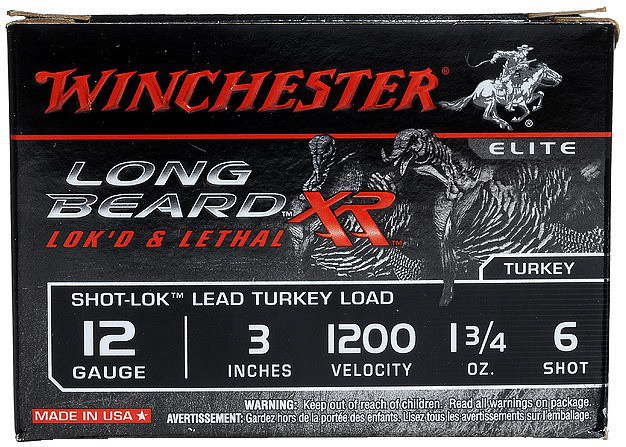 WINCHESTER®
®
ELITE
LONG
BEARD™ XR™
LOK'D & LETHAL
TURKEY
SHOT-LOK™ LEAD TURKEY LOAD
12 3 1200 1 3/4 6
GAUGE INCHES VELOCITY OZ. SHOT
WARNING: Keep out of reach of children. Read all warnings on package.
MADE IN USA ★ AVERTISSEMENT: Gardez hors de la portée des enfants. Lisez tous les avertissements sur l'emballage.